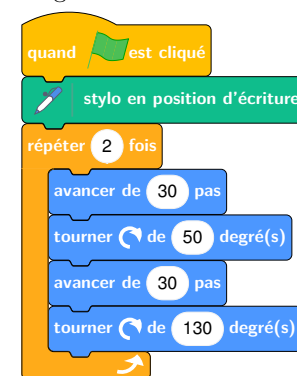 quand est cliqué
stylo en position d'écriture
répéter 2 fois
avancer de 30 pas
tourner de 50 degré(s)
avancer de 30 pas
tourner de 130 degré(s)